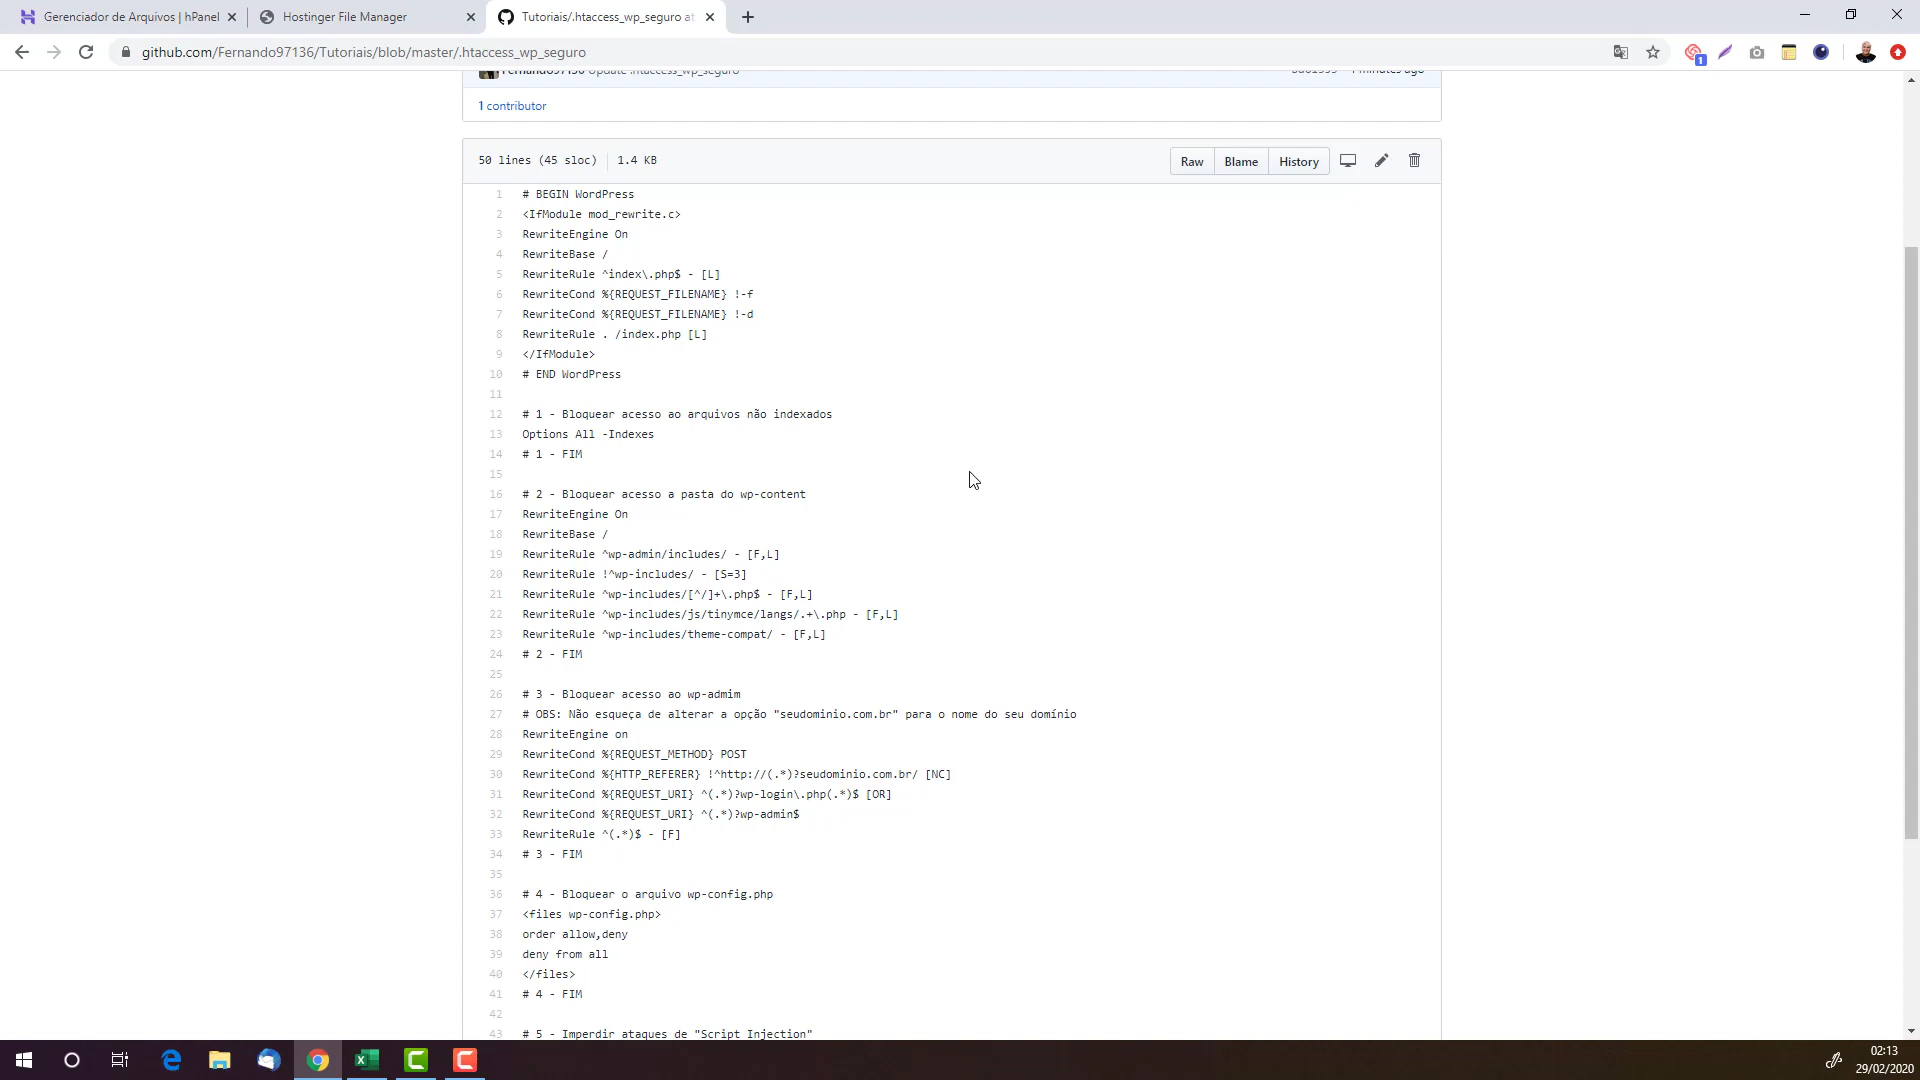 Gerenciador de Arquivos | hPanel
Hostinger File Manager
Tutoriais/.htaccess_wp_seguro at
github.com/Fernando97136/Tutoriais/blob/master/.htaccess_wp_seguro
1
Fernando97136 Update .htaccess_wp_seguro
minutes ago
1 contributor
50 lines (45 sloc) 1.4 KB
Raw Blame History
1 # BEGIN WordPress
2 <IfModule mod_rewrite.c>
3 RewriteEngine On
4 RewriteBase /
5 RewriteRule ^index\.php$ - [L]
6 RewriteCond %{REQUEST_FILENAME} !-f
7 RewriteCond %{REQUEST_FILENAME} !-d
8 RewriteRule . /index.php [L]
9 </IfModule>
10 # END WordPress
11
12 # 1 - Bloquear acesso ao arquivos não indexados
13 Options All -Indexes
14 # 1 - FIM
15
16 # 2 - Bloquear acesso a pasta do wp-content
17 RewriteEngine On
18 RewriteBase /
19 RewriteRule ^wp-admin/includes/ - [F,L]
20 RewriteRule !^wp-includes/ - [S=3]
21 RewriteRule ^wp-includes/[^/]+\.php$ - [F,L]
22 RewriteRule ^wp-includes/js/tinymce/langs/.+\.php - [F,L]
23 RewriteRule ^wp-includes/theme-compat/ - [F,L]
24 # 2 - FIM
25
26 # 3 - Bloquear acesso ao wp-admim
27 # OBS: Não esqueça de alterar a opção "seudominio.com.br" para o nome do seu domínio
28 RewriteEngine on
29 RewriteCond %{REQUEST_METHOD} POST
30 RewriteCond %{HTTP_REFERER} !^http://(.*)?seudominio.com.br/ [NC]
31 RewriteCond %{REQUEST_URI} ^(.*)?wp-login\.php(.*)$ [OR]
32 RewriteCond %{REQUEST_URI} ^(.*)?wp-admin$
33 RewriteRule ^(.*)$ - [F]
34 # 3 - FIM
35
36 # 4 - Bloquear o arquivo wp-config.php
37 <files wp-config.php>
38 order allow,deny
39 deny from all
40 </files>
41 # 4 - FIM
42
43 # 5 - Imperdir ataques de "Script Injection"
02:13
29/02/2020